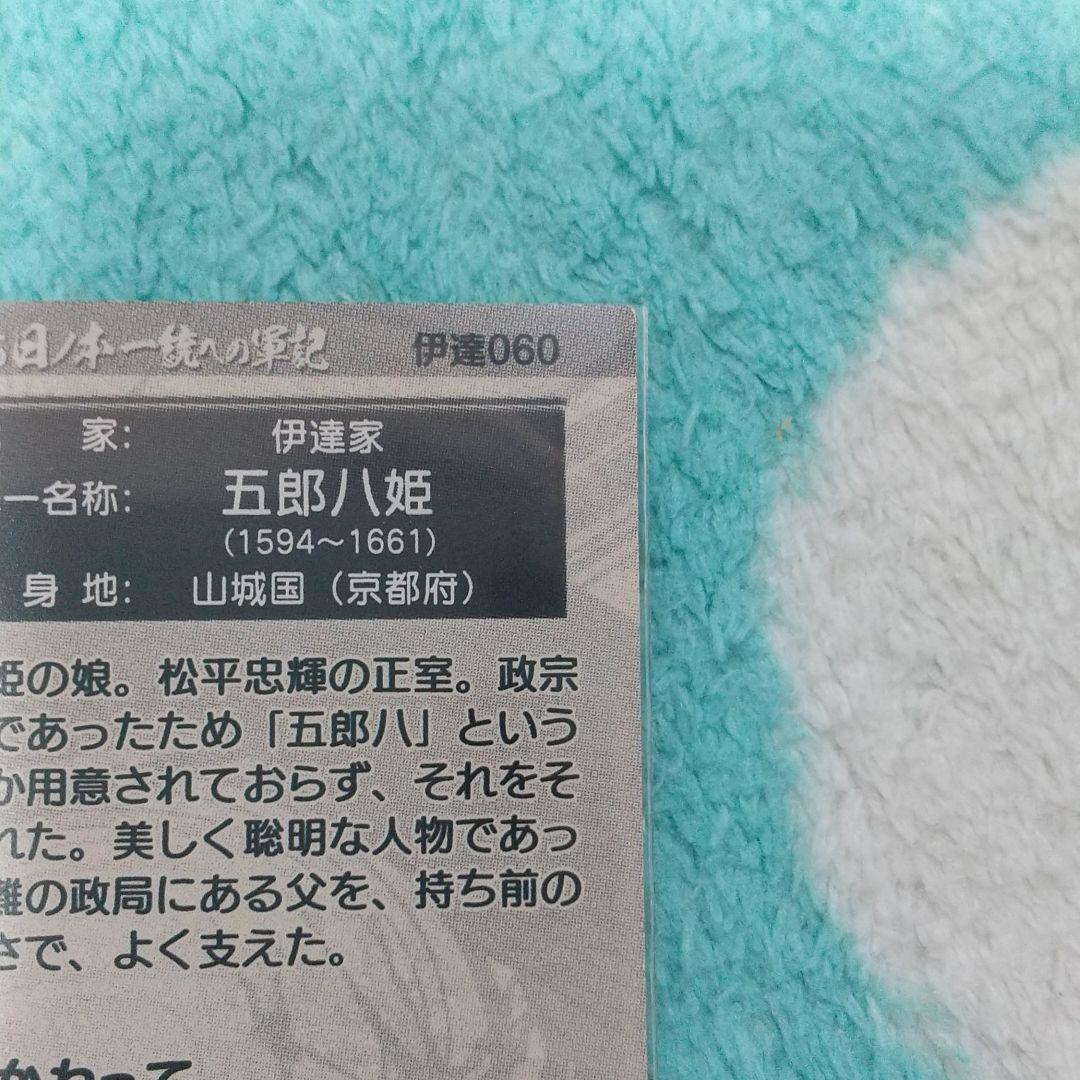 日ノ本一統への軍記 伊達060
家: 伊達家
ー名称: 五郎八姫
(1594〜1661)
身 地: 山城国（京都府）
姫の娘。松平忠輝の正室。政宗
であったため「五郎八」という
か用意されておらず、それをそ
れた。美しく聡明な人物であっ
難の政局にある父を、持ち前の
さで、よく支えた。
かわって